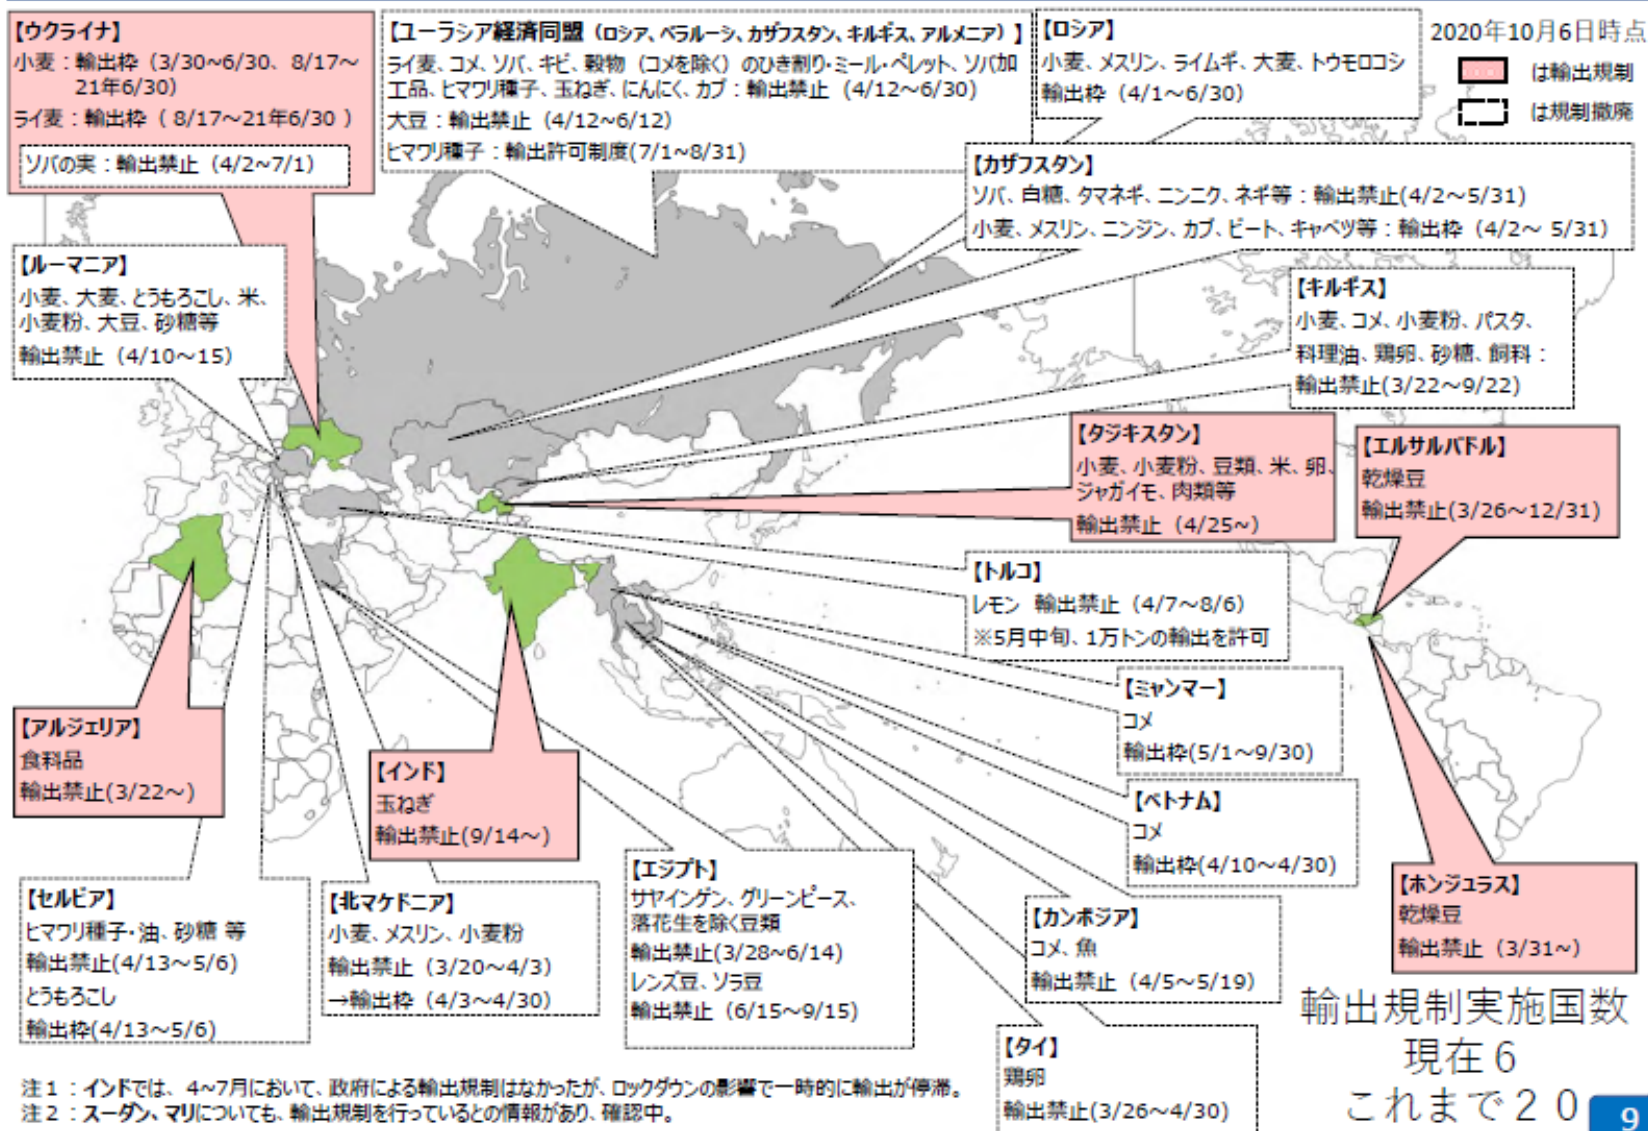 【ウクライナ】
小麦：輸出枠（3/30~6/30、8/17～
21年6/30）
ライ麦：輸出枠（ 8/17～21年6/30 ）
ソバの実：輸出禁止（4/2~7/1）
【ユーラシア経済同盟（ロシア、ベラルーシ、カザフスタン、キルギス、アルメニア）】
ライ麦、コメ、ソバ、キビ、穀物（コメを除く）のひき割り・ミール・ペレット、ソバ加
工品、ヒマワリ種子、玉ねぎ、にんにく、カブ：輸出禁止（4/12～6/30）
大豆：輸出禁止（4/12~6/12）
ヒマワリ種子：輸出許可制度(7/1~8/31)
【ロシア】
小麦、メスリン、ライムギ、大麦、トウモロコシ
輸出枠（4/1～6/30）
2020年10月6日時点
は輸出規制
は規制撤廃
【カザフスタン】
ソバ、白糖、タマネギ、ニンニク、ネギ等：輸出禁止(4/2～5/31)
小麦、メスリン、ニンジン、カブ、ビート、キャベツ等：輸出枠（4/2～ 5/31）
【ルーマニア】
小麦、大麦、とうもろこし、米、
小麦粉、大豆、砂糖等
輸出禁止（4/10～15）
【キルギス】
小麦、コメ、小麦粉、パスタ、
料理油、鶏卵、砂糖、飼料：
輸出禁止(3/22～9/22)
【タジキスタン】
小麦、小麦粉、豆類、米、卵、
ジャガイモ、肉類等
輸出禁止（4/25~）
【エルサルバドル】
乾燥豆
輸出禁止(3/26～12/31)
【トルコ】
レモン 輸出禁止（4/7～8/6）
※5月中旬、1万トンの輸出を許可
【ミャンマー】
コメ
輸出枠(5/1～9/30)
【アルジェリア】
食料品
輸出禁止(3/22～)
【インド】
玉ねぎ
輸出禁止(9/14～)
【ベトナム】
コメ
輸出枠(4/10～4/30)
【セルビア】
ヒマワリ種子・油、砂糖 等
輸出禁止(4/13～5/6)
とうもろこし
輸出枠(4/13～5/6)
【北マケドニア】
小麦、メスリン、小麦粉
輸出禁止（3/20～4/3）
→輸出枠（4/3～4/30）
【エジプト】
サヤインゲン、グリーンピース、
落花生を除く豆類
輸出禁止(3/28～6/14)
レンズ豆、ソラ豆
輸出禁止（6/15～9/15）
【カンボジア】
コメ、魚
輸出禁止（4/5～5/19）
【ホンジュラス】
乾燥豆
輸出禁止（3/31~）
【タイ】
鶏卵
輸出禁止(3/26～4/30)
輸出規制実施国数
現在６
これまで２０
注１：インドでは、4~7月において、政府による輸出規制はなかったが、ロックダウンの影響で一時的に輸出が停滞。
注２：スーダン、マリについても、輸出規制を行っているとの情報があり、確認中。
9